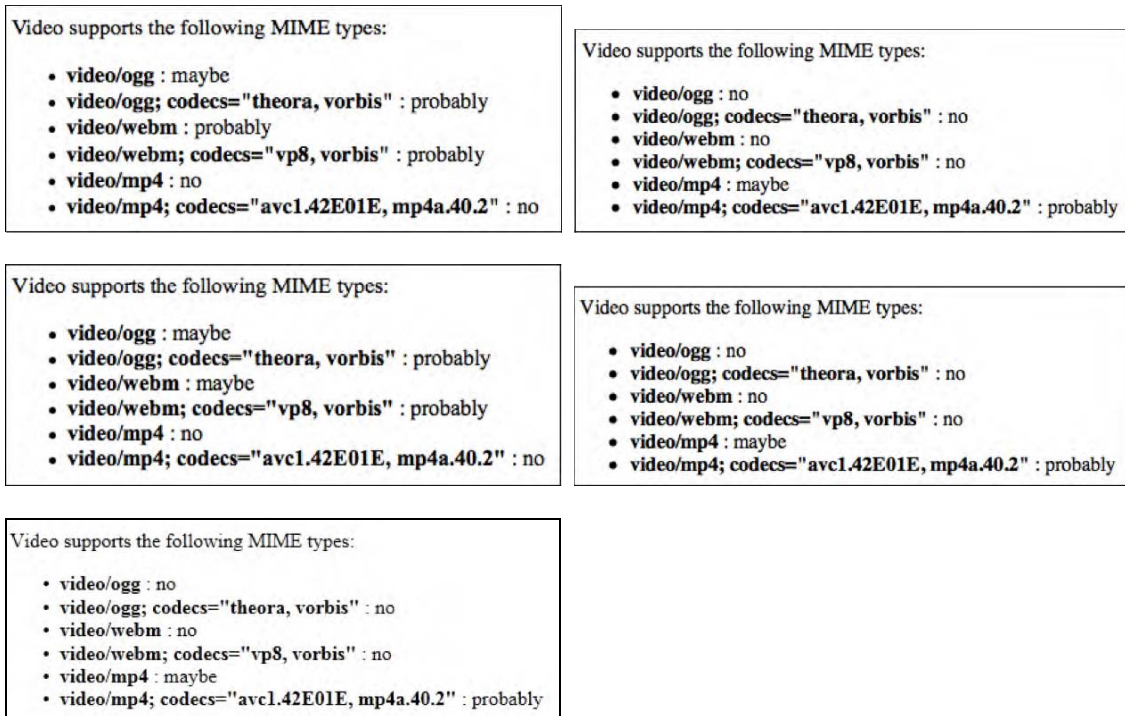 Video supports the following MIME types:
• video/ogg : maybe
• video/ogg; codecs="theora, vorbis" : probably
• video/webm : probably
• video/webm; codecs="vp8, vorbis" : probably
• video/mp4 : no
• video/mp4; codecs="avc1.42E01E, mp4a.40.2" : no
Video supports the following MIME types:
• video/ogg : no
• video/ogg; codecs="theora, vorbis" : no
• video/webm : no
• video/webm; codecs="vp8, vorbis" : no
• video/mp4 : maybe
• video/mp4; codecs="avc1.42E01E, mp4a.40.2" : probably
Video supports the following MIME types:
• video/ogg : maybe
• video/ogg; codecs="theora, vorbis" : probably
• video/webm : maybe
• video/webm; codecs="vp8, vorbis" : probably
• video/mp4 : no
• video/mp4; codecs="avc1.42E01E, mp4a.40.2" : no
Video supports the following MIME types:
• video/ogg : no
• video/ogg; codecs="theora, vorbis" : no
• video/webm : no
• video/webm; codecs="vp8, vorbis" : no
• video/mp4 : maybe
• video/mp4; codecs="avc1.42E01E, mp4a.40.2" : probably
Video supports the following MIME types:
• video/ogg : no
• video/ogg; codecs="theora, vorbis" : no
• video/webm : no
• video/webm; codecs="vp8, vorbis" : no
• video/mp4 : maybe
• video/mp4; codecs="avc1.42E01E, mp4a.40.2" : probably